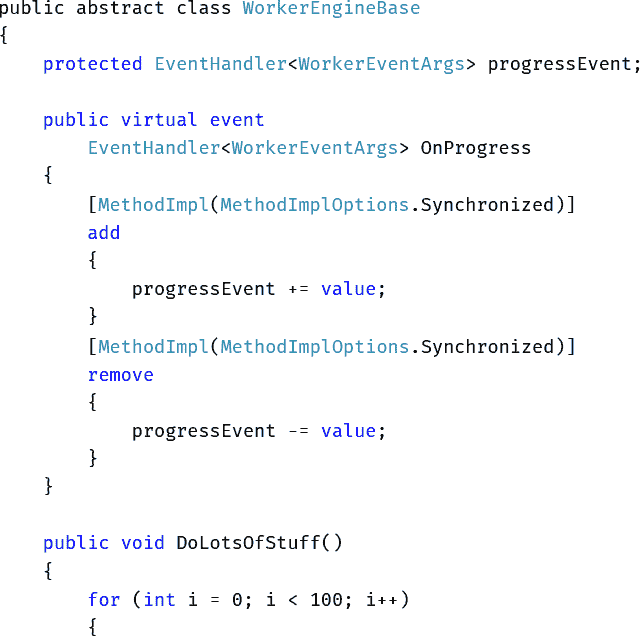 public abstract class WorkerEngineBase
{
    protected EventHandler<WorkerEventArgs> progressEvent;

    public virtual event
        EventHandler<WorkerEventArgs> OnProgress
    {
        [MethodImpl(MethodImplOptions.Synchronized)]
        add
        {
            progressEvent += value;
        }
        [MethodImpl(MethodImplOptions.Synchronized)]
        remove
        {
            progressEvent -= value;
        }
    }

    public void DoLotsOfStuff()
    {
        for (int i = 0; i < 100; i++)
        {